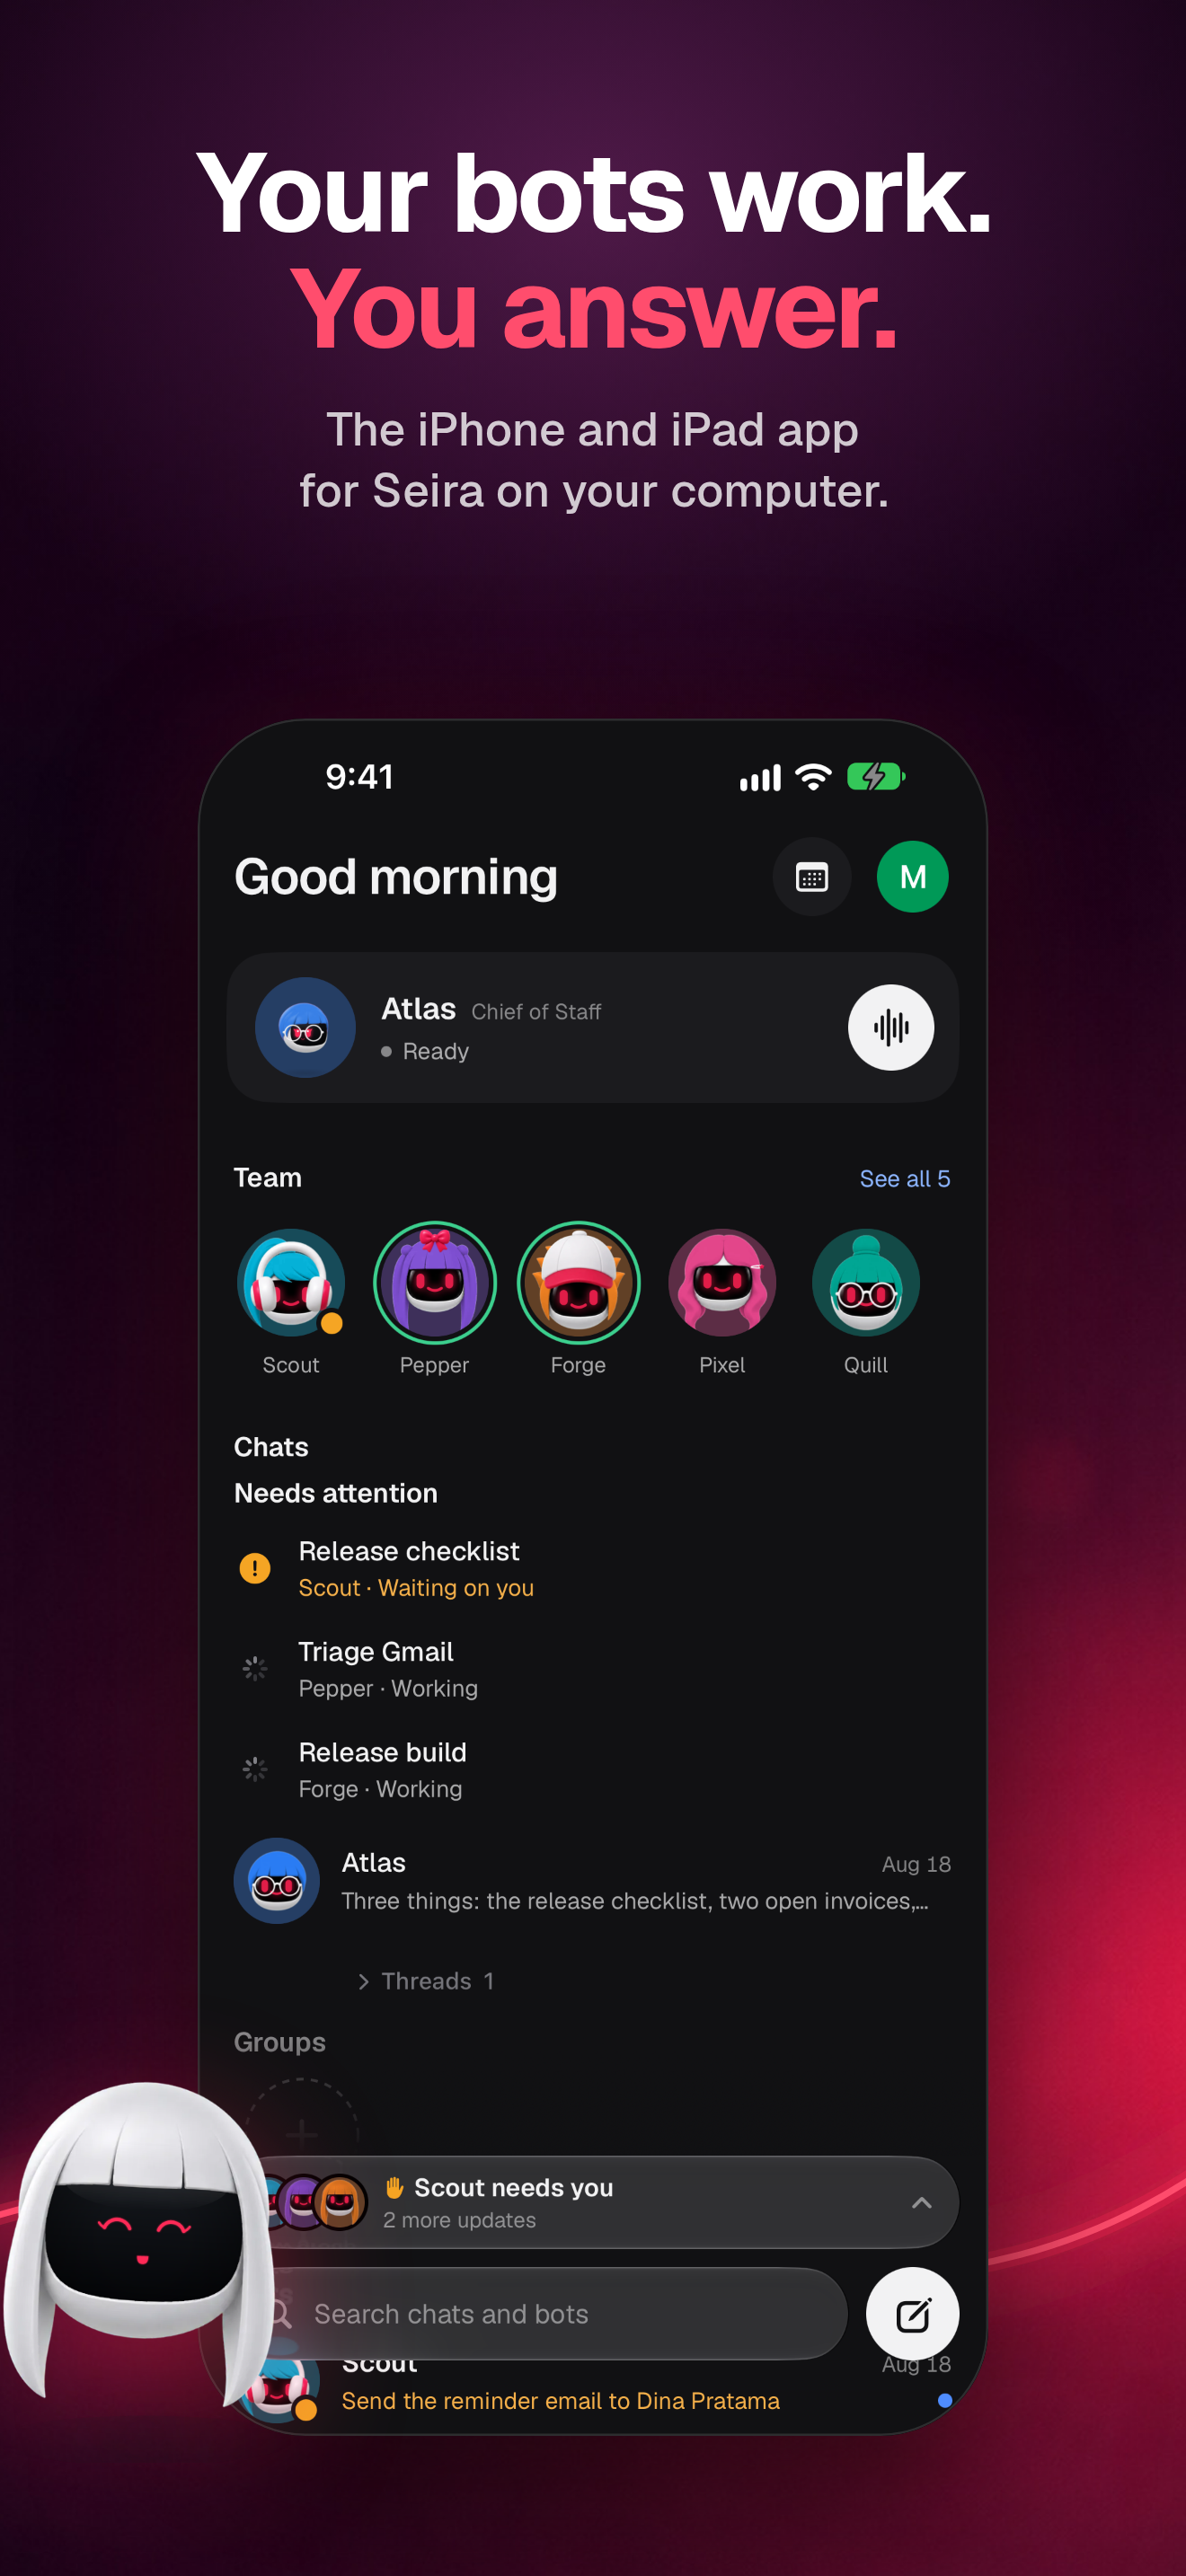 Your bots work.
You answer.
The iPhone and iPad app
for Seira on your computer.
9:41
Good morning
M
Atlas Chief of Staff
Ready
Team
See all 5
Scout
Pepper
Forge
Pixel
Quill
Chats
Needs attention
Release checklist
Scout · Waiting on you
Triage Gmail
Pepper · Working
Release build
Forge · Working
Atlas
Aug 18
Three things: the release checklist, two open invoices,...
Threads 1
Groups
Scout needs you
2 more updates
Search chats and bots
Scout
Aug 18
Send the reminder email to Dina Pratama